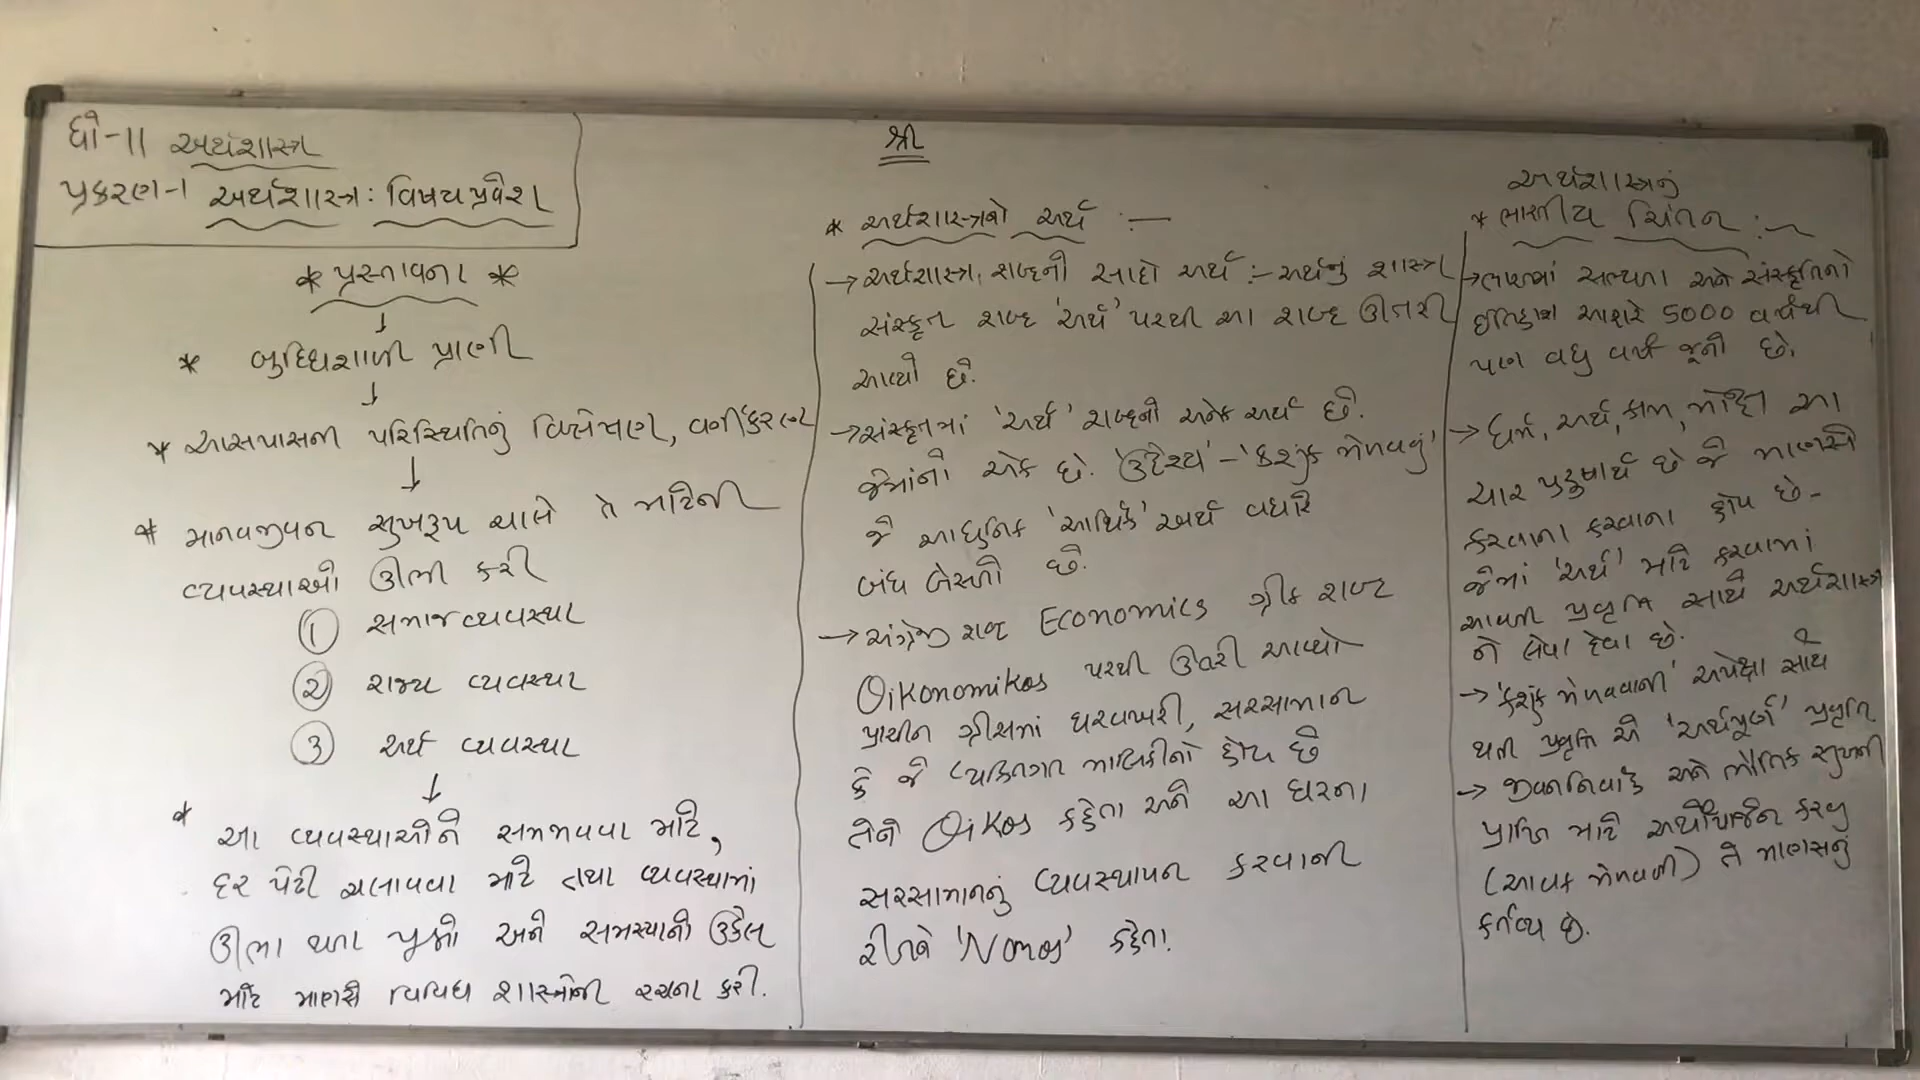 શ્રી
ધો-11 અર્થશાસ્ત્ર
પ્રકરણ-1 અર્થશાસ્ત્ર : વિષય પ્રવેશ
* પ્રસ્તાવના *
↓
* બુદ્ધિશાળી પ્રાણી
↓
* આસપાસની પરિસ્થિતિનું વિશ્લેષણ, વર્ગીકરણ
↓
* માનવજીવન સુખરૂપ ચાલે તે માટેની
વ્યવસ્થાઓ ઊભી કરી
① સમાજ વ્યવસ્થા
② રાજ્ય વ્યવસ્થા
③ અર્થ વ્યવસ્થા
↓
* આ વ્યવસ્થાઓને સમજવા માટે,
દર પેઢી ચલાવવા માટે તથા વ્યવસ્થામાં
ઊભા થતા પ્રશ્નો અને સમસ્યાની ઉકેલ
માટે માણસે વિવિધ શાસ્ત્રોની રચના કરી.
* અર્થશાસ્ત્રનો અર્થ :—
→ અર્થશાસ્ત્ર, શબ્દની સાદો અર્થ :- અર્થનું શાસ્ત્ર
સંસ્કૃત શબ્દ 'અર્થ' પરથી આ શબ્દ ઊતરી
આવ્યો છે.
→ સંસ્કૃતમાં 'અર્થ' શબ્દની અનેક અર્થ છે.
જેમાંનો એક છે. 'ઉદ્દેશ્ય' – 'કશુંક મેળવવું'
જે આધુનિક 'આર્થિક' અર્થ વધારે
બંધ બેસતો છે.
→ અંગ્રેજી શબ્દ Economics ગ્રીક શબ્દ
Oikonomikos પરથી ઊતરી આવ્યો
પ્રાચીન ગ્રીસમાં ઘરવખરી, સરસામાન
કે જે વ્યક્તિગત માલિકીનો હોય છે
તેને Oikos કહેતા અને આ ઘરના
સરસામાનનું વ્યવસ્થાપન કરવાની
રીતને 'Nomos' કહેતા.
અર્થશાસ્ત્રનું
* ભારતીય ચિંતન :~
→ ભારતમાં સભ્યતા અને સંસ્કૃતિનો
ઈતિહાસ આશરે 5000 વર્ષથી
પણ વધુ વર્ષ જૂની છે.
→ ધર્મ, અર્થ, કામ, મોક્ષ આ
ચાર પુરુષાર્થ છે જે માણસે
કરવાના કરવાના હોય છે -
જેમાં 'અર્થ' માટે કરવામાં
આવતી પ્રવૃત્તિ સાથે અર્થશાસ્ત્ર
ને લેવા દેવા છે.
→ 'કશુંક મેળવવાની' અપેક્ષા સાથે
થતી પ્રવૃત્તિ એ 'અર્થપૂર્ણ' પ્રવૃત્તિ
→ જીવનનિર્વાહ અને ભૌતિક સુખની
પ્રાપ્તિ માટે અર્થોપાર્જન કરવુ
(આવક મેળવવી) તે માણસનું
કર્તવ્ય છે.